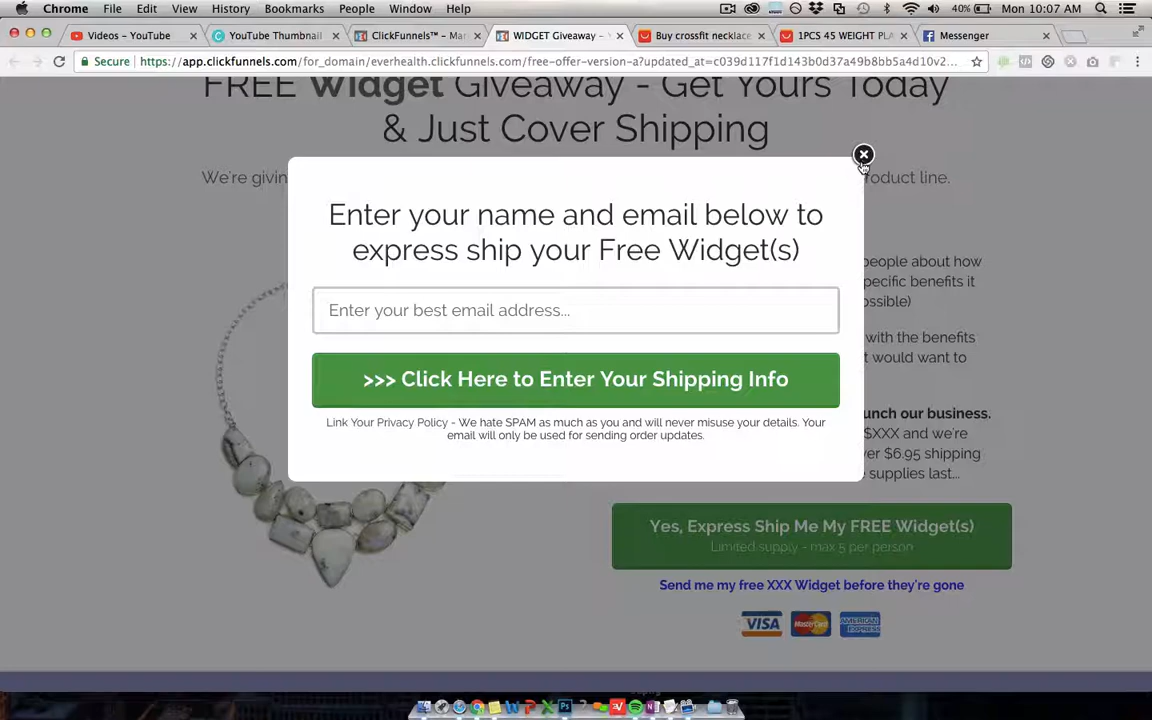 Chrome File Edit View History Bookmarks People Window Help 40% Mon 10:07 AM
Videos - YouTube YouTube Thumbnail ClickFunnels™ - Mar WIDGET Giveaway - Buy crossfit necklace 1PCS 45 WEIGHT PLA Messenger
Secure https://app.clickfunnels.com/for_domain/everhealth.clickfunnels.com/free-offer-version-a?updated_at=c039d117f1d143b0d37a49b8bb5a4d10v2...
FREE Widget Giveaway - Get Yours Today
& Just Cover Shipping
We're givin
roduct line.
Enter your name and email below to
express ship your Free Widget(s)
Enter your best email address...
>>> Click Here to Enter Your Shipping Info
Link Your Privacy Policy - We hate SPAM as much as you and will never misuse your details. Your
email will only be used for sending order updates.
people about how
pecific benefits it
ossible)
with the benefits
t would want to
unch our business.
$XXX and we're
er $6.95 shipping
supplies last...
Yes, Express Ship Me My FREE Widget(s)
Limited supply - max 5 per person
Send me my free XXX Widget before they're gone
VISA MasterCard AMERICAN EXPRESS